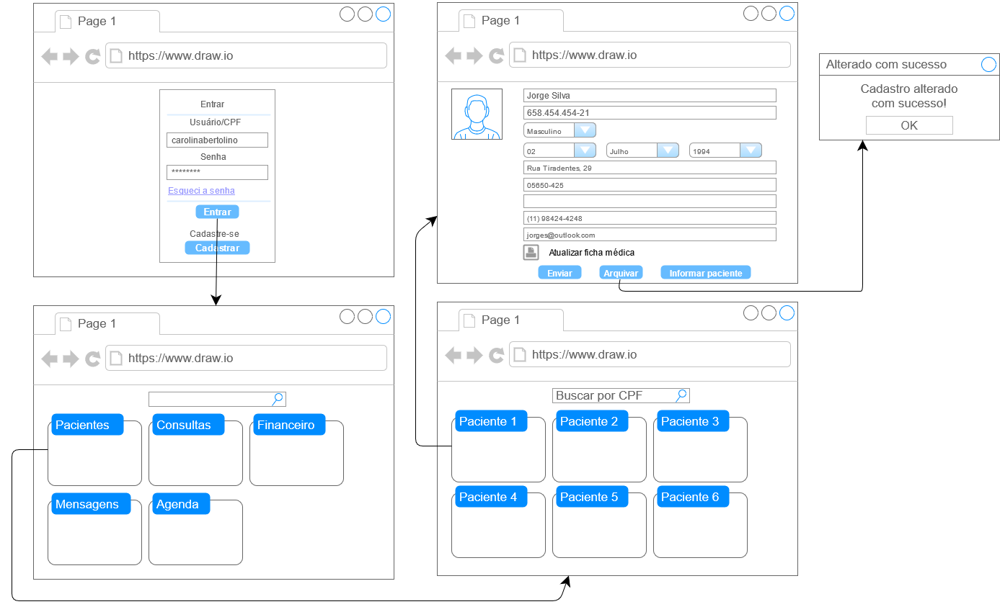 Page 1
https://www.draw.io
Entrar
Usuário/CPF
carolinabertolino
Senha
********
Esqueci a senha
Entrar
Cadastre-se
Cadastrar
Page 1
https://www.draw.io
Pacientes
Consultas
Financeiro
Mensagens
Agenda
Page 1
https://www.draw.io
Jorge Silva
658.454.454-21
Masculino
02 Julho 1994
Rua Tiradentes, 29
05650-425
(11) 98424-4248
jorges@outlook.com
Atualizar ficha médica
Enviar Arquivar Informar paciente
Page 1
https://www.draw.io
Buscar por CPF
Paciente 1 Paciente 2 Paciente 3
Paciente 4 Paciente 5 Paciente 6
Alterado com sucesso
Cadastro alterado
com sucesso!
OK